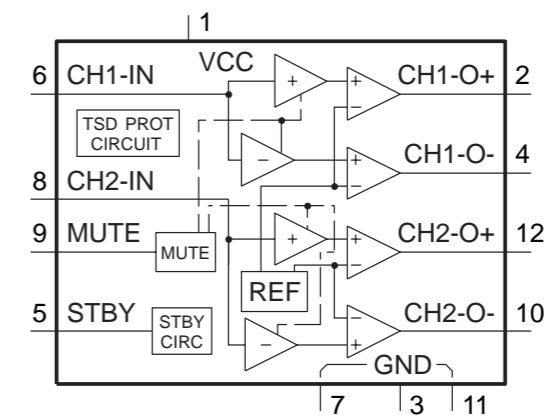 1
VCC
6 CH1-IN
CH1-O+ 2
+
+
−
TSD PROT
CIRCUIT
−
+
−
CH1-O- 4
8 CH2-IN
9 MUTE
MUTE
+
+
−
CH2-O+ 12
REF
5 STBY
STBY
CIRC
−
−
+
CH2-O- 10
GND
7 3 11